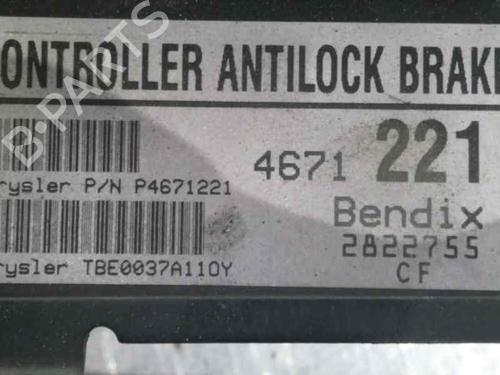 ONTROLLER ANTILOCK BRAKE
B-PARTS
4671 221
rysler P/N P4671221
Bendix
2822755
rysler TBE0037A110Y
CF